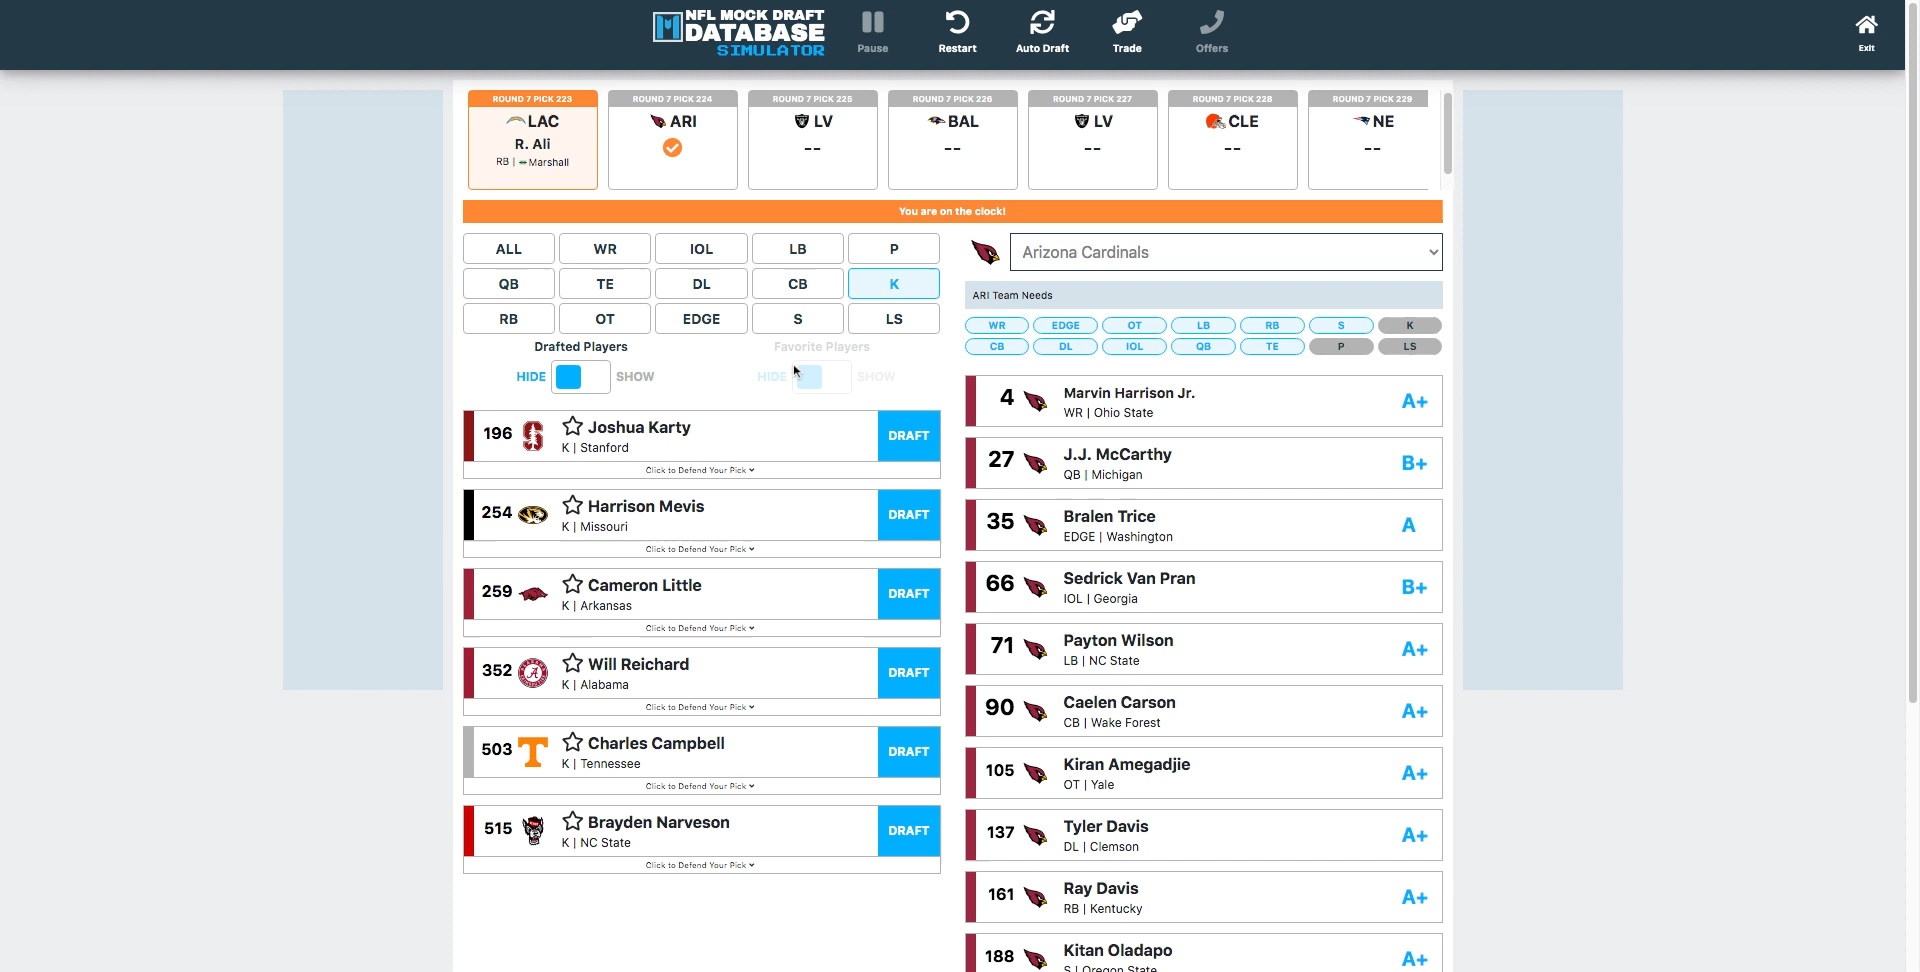 NFL MOCK DRAFT
DATABASE
SIMULATOR
Pause
Restart
Auto Draft
Trade
Offers
Exit
ROUND 7 PICK 223
LAC
R. Ali
RB | Marshall
ROUND 7 PICK 224
ARI
ROUND 7 PICK 225
LV
--
ROUND 7 PICK 226
BAL
--
ROUND 7 PICK 227
LV
--
ROUND 7 PICK 228
CLE
--
ROUND 7 PICK 229
NE
--
You are on the clock!
ALL WR IOL LB P
QB TE DL CB K
RB OT EDGE S LS
Drafted Players
HIDE SHOW
Favorite Players
HIDE SHOW
196 Joshua Karty
K | Stanford
DRAFT
Click to Defend Your Pick
254 Harrison Mevis
K | Missouri
DRAFT
Click to Defend Your Pick
259 Cameron Little
K | Arkansas
DRAFT
Click to Defend Your Pick
352 Will Reichard
K | Alabama
DRAFT
Click to Defend Your Pick
503 Charles Campbell
K | Tennessee
DRAFT
Click to Defend Your Pick
515 Brayden Narveson
K | NC State
DRAFT
Click to Defend Your Pick
Arizona Cardinals
ARI Team Needs
WR EDGE OT LB RB S K
CB DL IOL QB TE P LS
4 Marvin Harrison Jr. A+
WR | Ohio State
27 J.J. McCarthy B+
QB | Michigan
35 Bralen Trice A
EDGE | Washington
66 Sedrick Van Pran B+
IOL | Georgia
71 Payton Wilson A+
LB | NC State
90 Caelen Carson A+
CB | Wake Forest
105 Kiran Amegadjie A+
OT | Yale
137 Tyler Davis A+
DL | Clemson
161 Ray Davis A+
RB | Kentucky
188 Kitan Oladapo A+
S | Oregon State